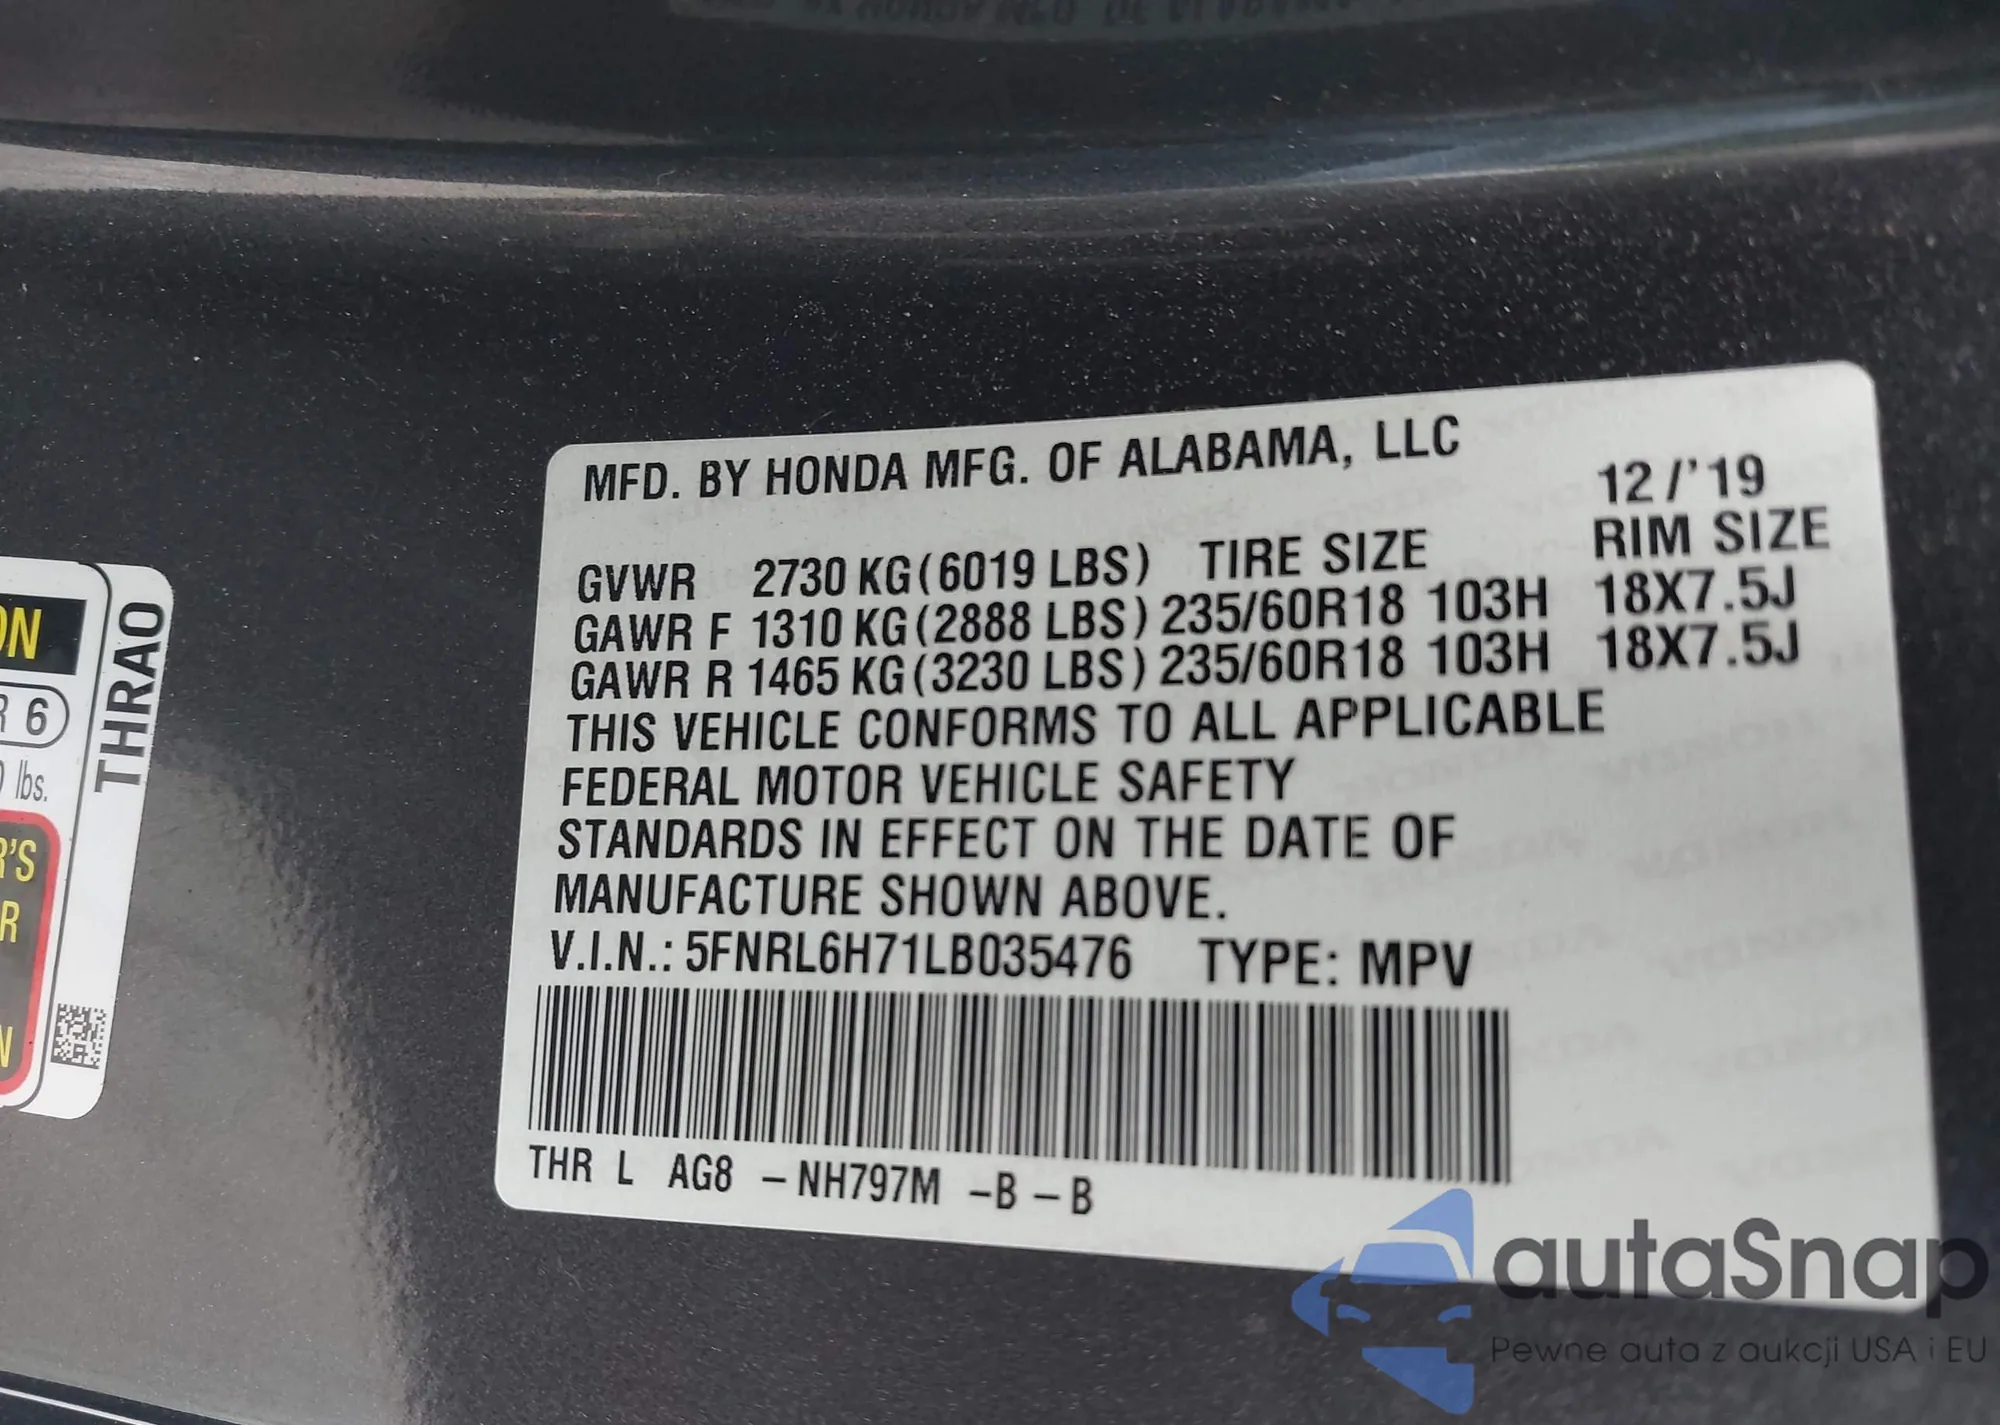 MFD. BY HONDA MFG. OF ALABAMA, LLC
12/'19
GVWR 2730 KG(6019 LBS) TIRE SIZE RIM SIZE
GAWR F 1310 KG(2888 LBS) 235/60R18 103H 18X7.5J
GAWR R 1465 KG(3230 LBS) 235/60R18 103H 18X7.5J
THIS VEHICLE CONFORMS TO ALL APPLICABLE
FEDERAL MOTOR VEHICLE SAFETY
STANDARDS IN EFFECT ON THE DATE OF
MANUFACTURE SHOWN ABOVE.
V.I.N.: 5FNRL6H71LB035476 TYPE: MPV
THR L AG8 -NH797M -B -B
THRAO
6
lbs.
autaSnap
Pewne auta z aukcji USA i EU